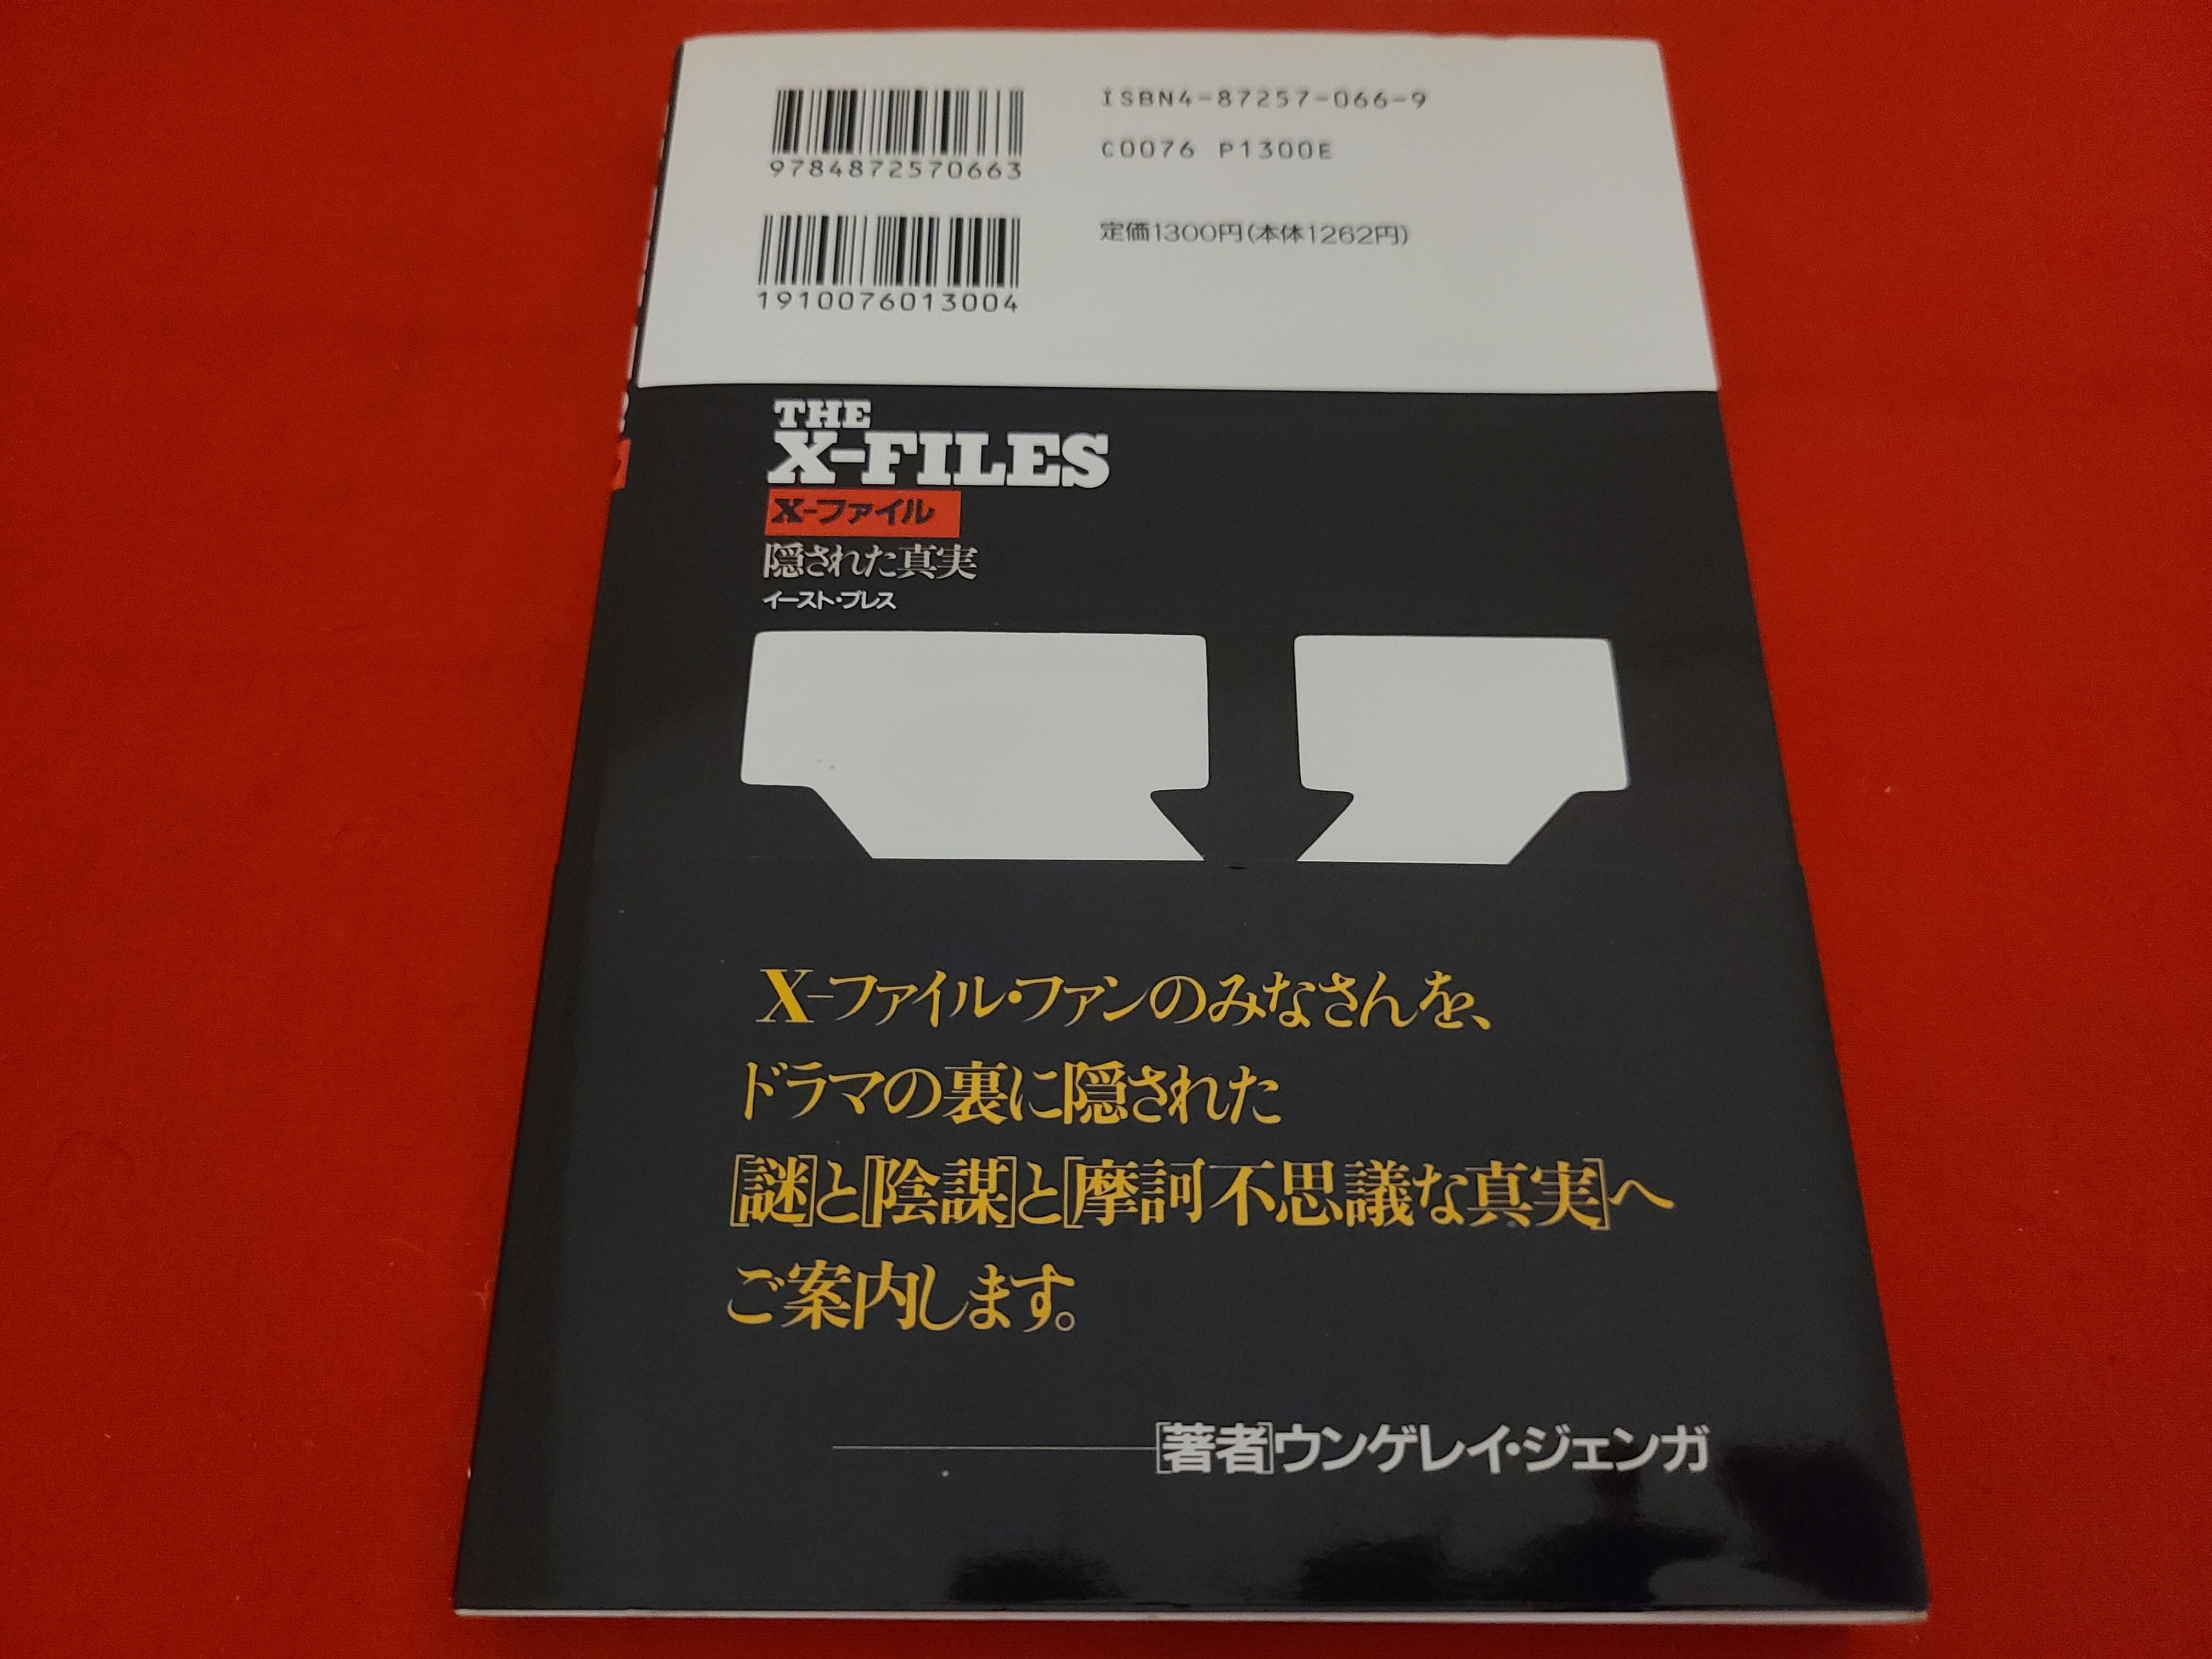 9784872570663
ISBN4-87257-066-9
C0076 P1300E
1910076013004
定価1300円(本体1262円)
THE
X-FILES
X-ファイル
隠された真実
イースト・プレス
X-ファイル・ファンのみなさんを、
ドラマの裏に隠された
[謎]と[陰謀]と[摩訶不思議な真実]へ
ご案内します。
[著者]ウンゲレイ・ジェンガ